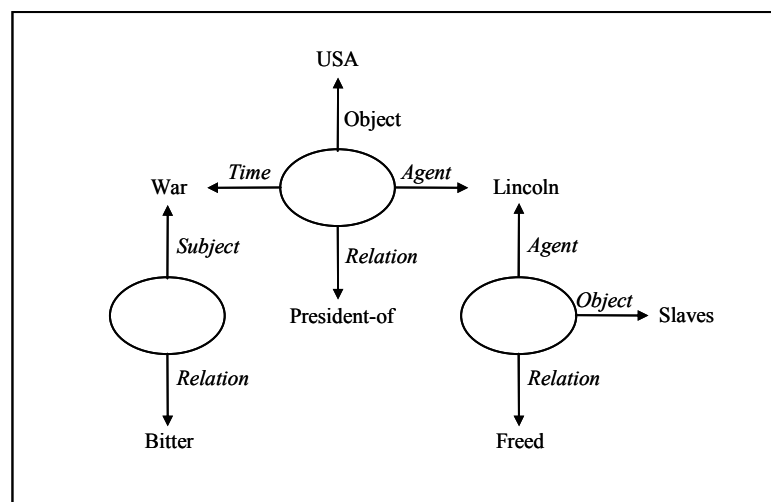 USA
Object
War
Time
Agent
Lincoln
Subject
Relation
Agent
President-of
Object
Slaves
Relation
Relation
Bitter
Freed